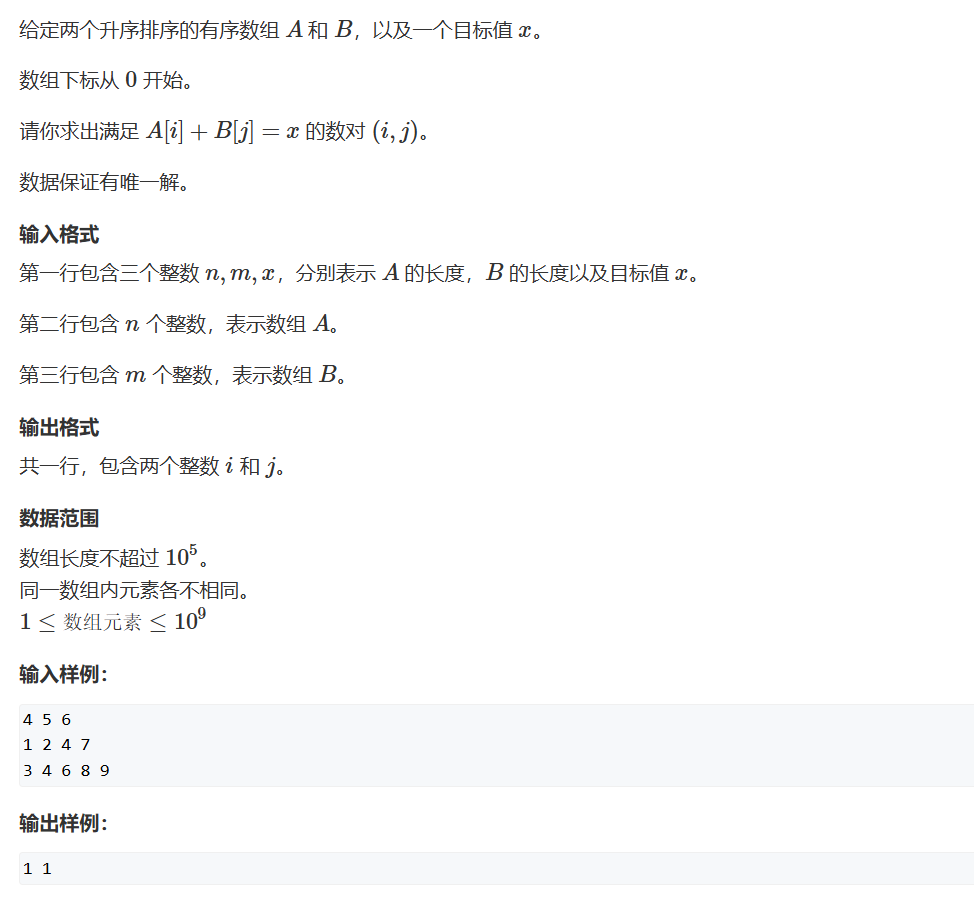 给定两个升序排序的有序数组 A 和 B，以及一个目标值 x。
数组下标从 0 开始。
请你求出满足 A[i] + B[j] = x 的数对 (i, j)。
数据保证有唯一解。
输入格式
第一行包含三个整数 n, m, x，分别表示 A 的长度，B 的长度以及目标值 x。
第二行包含 n 个整数，表示数组 A。
第三行包含 m 个整数，表示数组 B。
输出格式
共一行，包含两个整数 i 和 j。
数据范围
数组长度不超过 10⁵。
同一数组内元素各不相同。
1 ≤ 数组元素 ≤ 10⁹
输入样例：
4 5 6
1 2 4 7
3 4 6 8 9
输出样例：
1 1